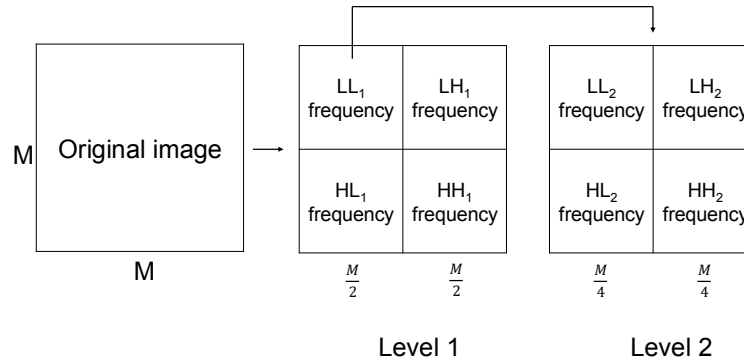 M
Original image
M
LL₁
frequency
LH₁
frequency
HL₁
frequency
HH₁
frequency
M/2
M/2
Level 1
LL₂
frequency
LH₂
frequency
HL₂
frequency
HH₂
frequency
M/4
M/4
Level 2